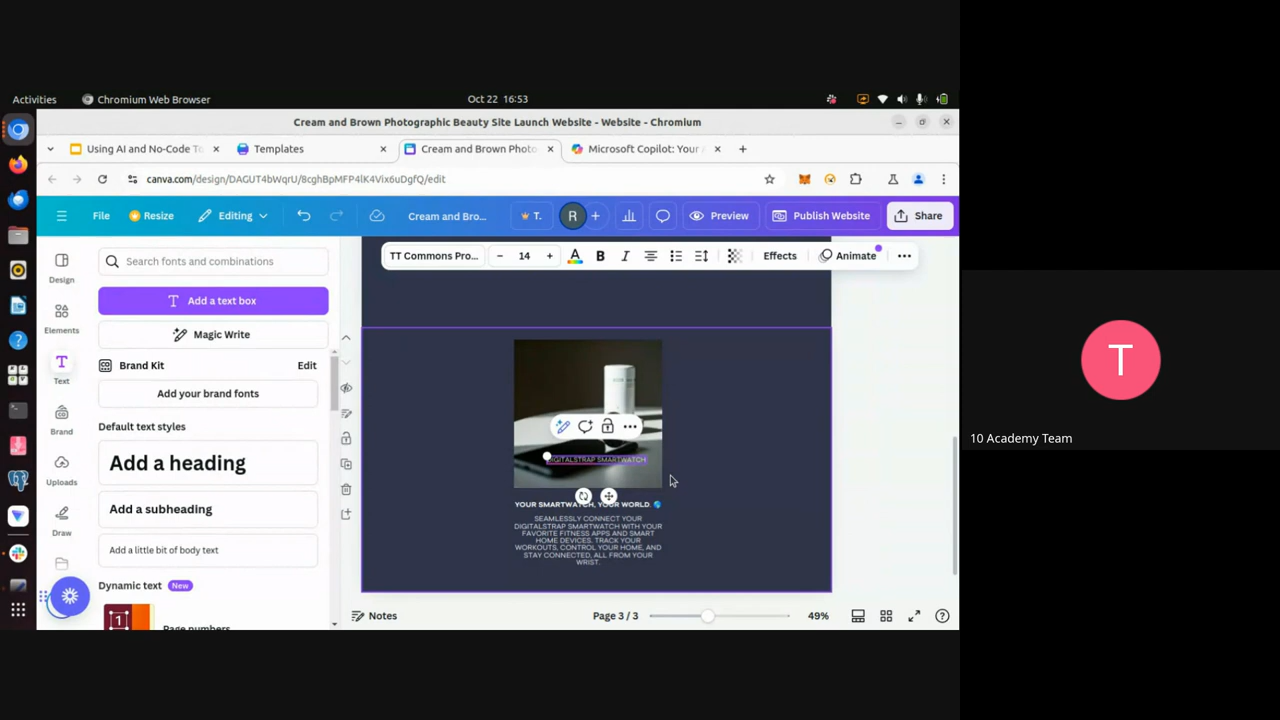 Activities
Chromium Web Browser
Oct 22 16:53
Cream and Brown Photographic Beauty Site Launch Website - Website - Chromium
Using AI and No-Code To
Templates
Cream and Brown Photo
Microsoft Copilot: Your A
canva.com/design/DAGUT4bWqrU/8cghBpMFP4lK4Vix6uDgfQ/edit
File
Resize
Editing
Cream and Bro...
T.
R
Preview
Publish Website
Share
Design
Elements
Text
Brand
Uploads
Draw
Search fonts and combinations
Add a text box
Magic Write
Brand Kit
Edit
Add your brand fonts
Default text styles
Add a heading
Add a subheading
Add a little bit of body text
Dynamic text
New
Page numbers
TT Commons Pro...
14
Effects
Animate
DIGITALSTRAP SMARTWATCH
YOUR SMARTWATCH, YOUR WORLD. 🌎
SEAMLESSLY CONNECT YOUR
DIGITALSTRAP SMARTWATCH WITH YOUR
FAVORITE FITNESS APPS AND SMART
HOME DEVICES. TRACK YOUR
WORKOUTS, CONTROL YOUR HOME, AND
STAY CONNECTED, ALL FROM YOUR
WRIST.
Notes
Page 3 / 3
49%
T
10 Academy Team